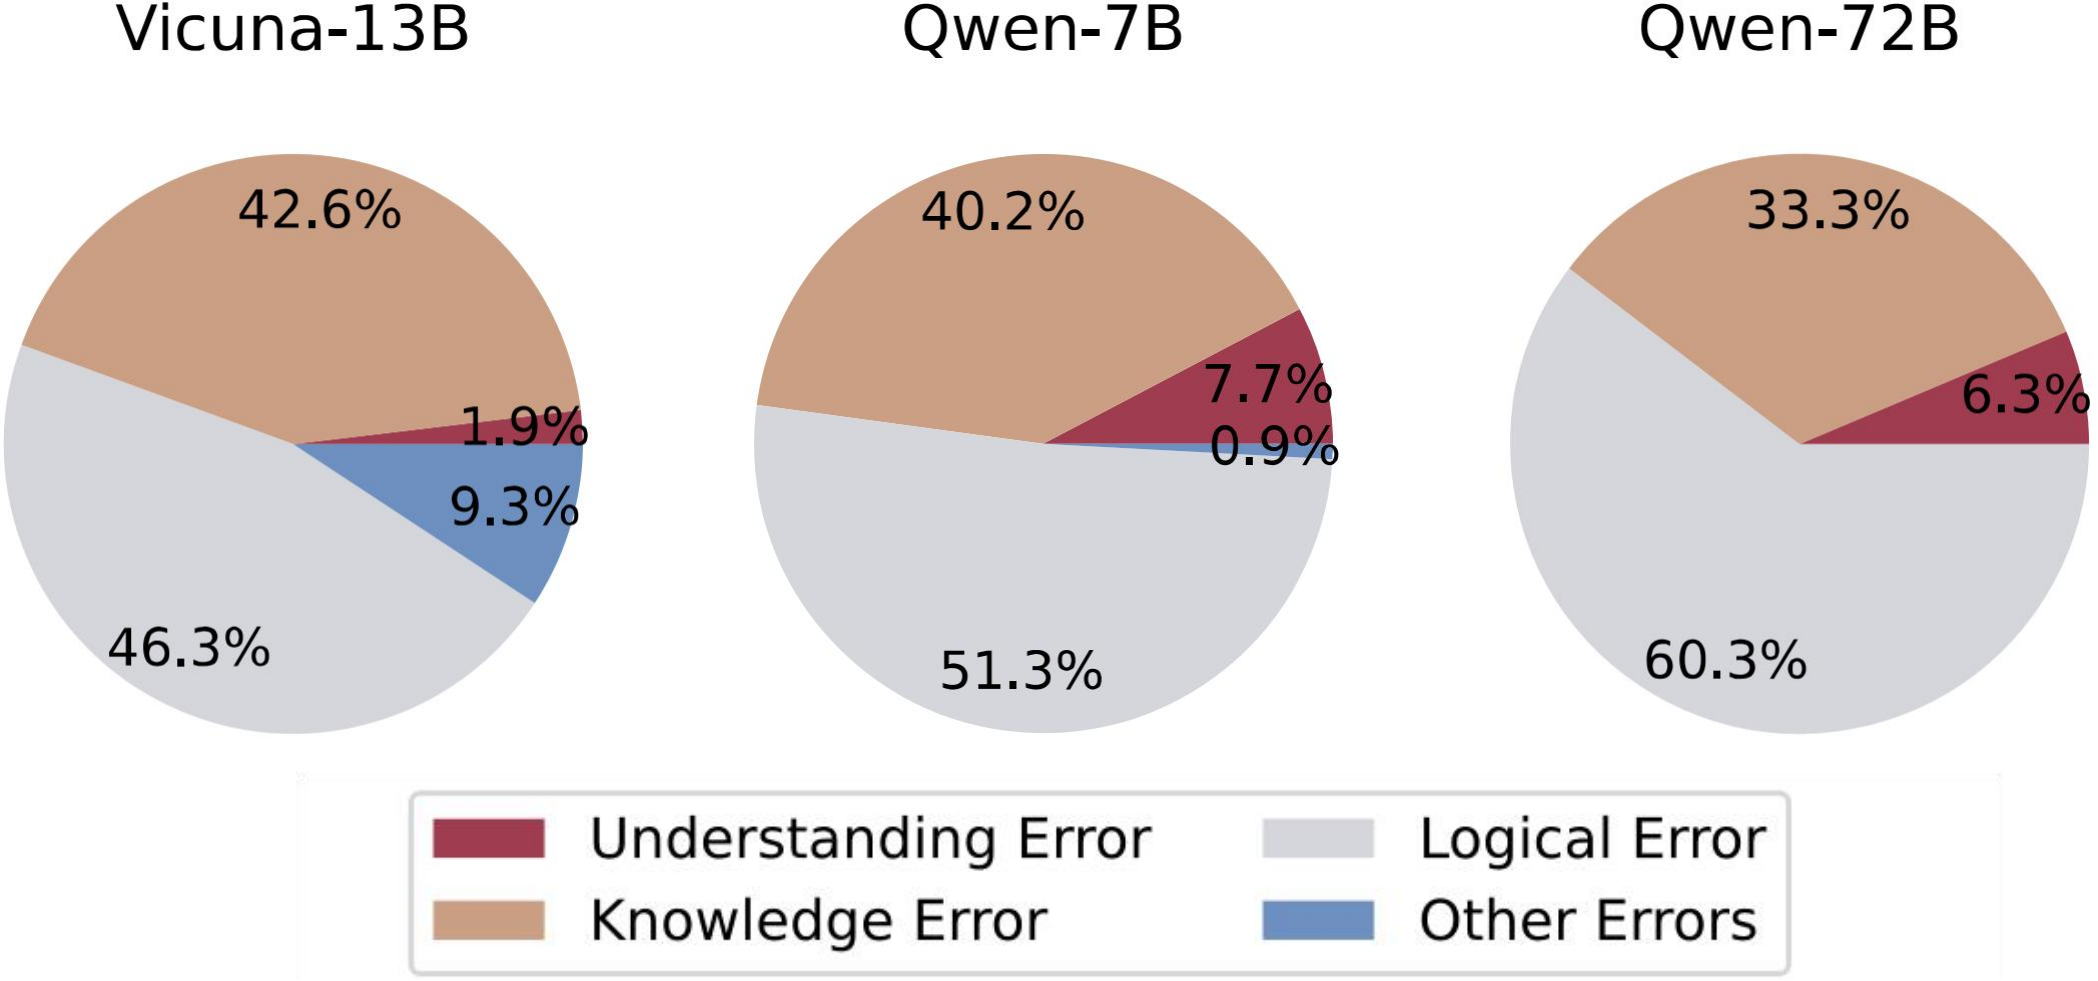 Vicuna-13B
42.6%
1.9%
9.3%
46.3%
Qwen-7B
40.2%
7.7%
0.9%
51.3%
Qwen-72B
33.3%
6.3%
60.3%
Understanding Error
Knowledge Error
Logical Error
Other Errors